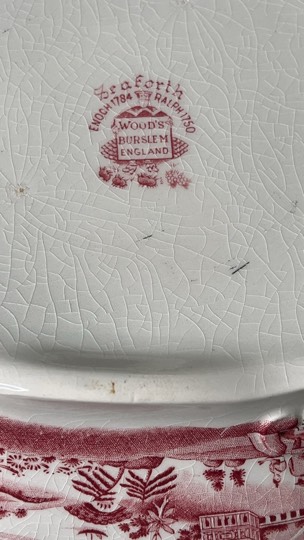 Seaforth
ENOCH 1784 RALPH 1750
WOOD'S
BURSLEM
ENGLAND